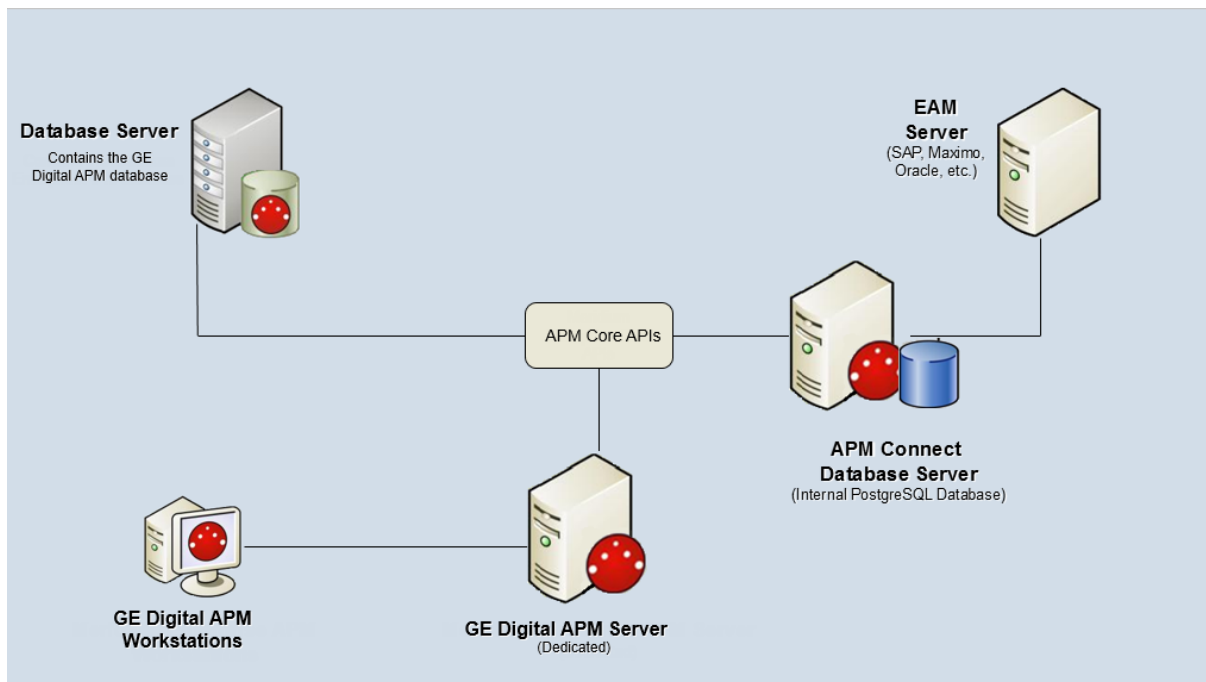 Database Server
Contains the GE
Digital APM database
EAM
Server
(SAP, Maximo,
Oracle, etc.)
APM Core APIs
APM Connect
Database Server
(Internal PostgreSQL Database)
GE Digital APM
Workstations
GE Digital APM Server
(Dedicated)